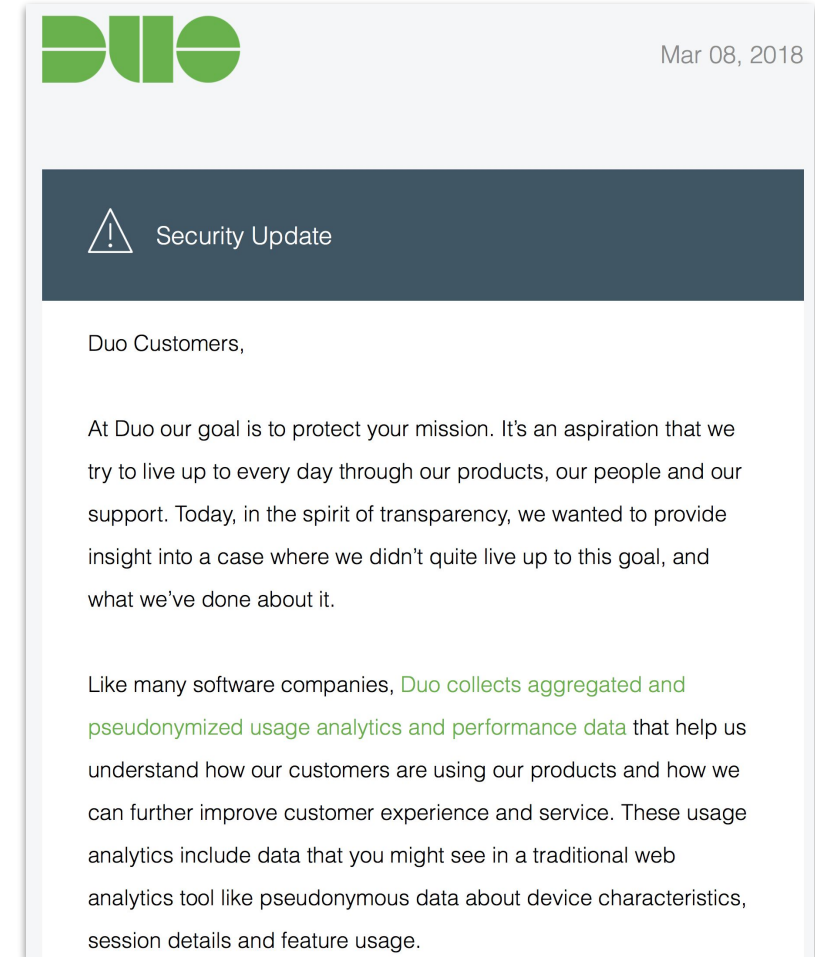 DUO
Mar 08, 2018
Security Update
Duo Customers,
At Duo our goal is to protect your mission. It’s an aspiration that we
try to live up to every day through our products, our people and our
support. Today, in the spirit of transparency, we wanted to provide
insight into a case where we didn’t quite live up to this goal, and
what we’ve done about it.
Like many software companies, Duo collects aggregated and
pseudonymized usage analytics and performance data that help us
understand how our customers are using our products and how we
can further improve customer experience and service. These usage
analytics include data that you might see in a traditional web
analytics tool like pseudonymous data about device characteristics,
session details and feature usage.